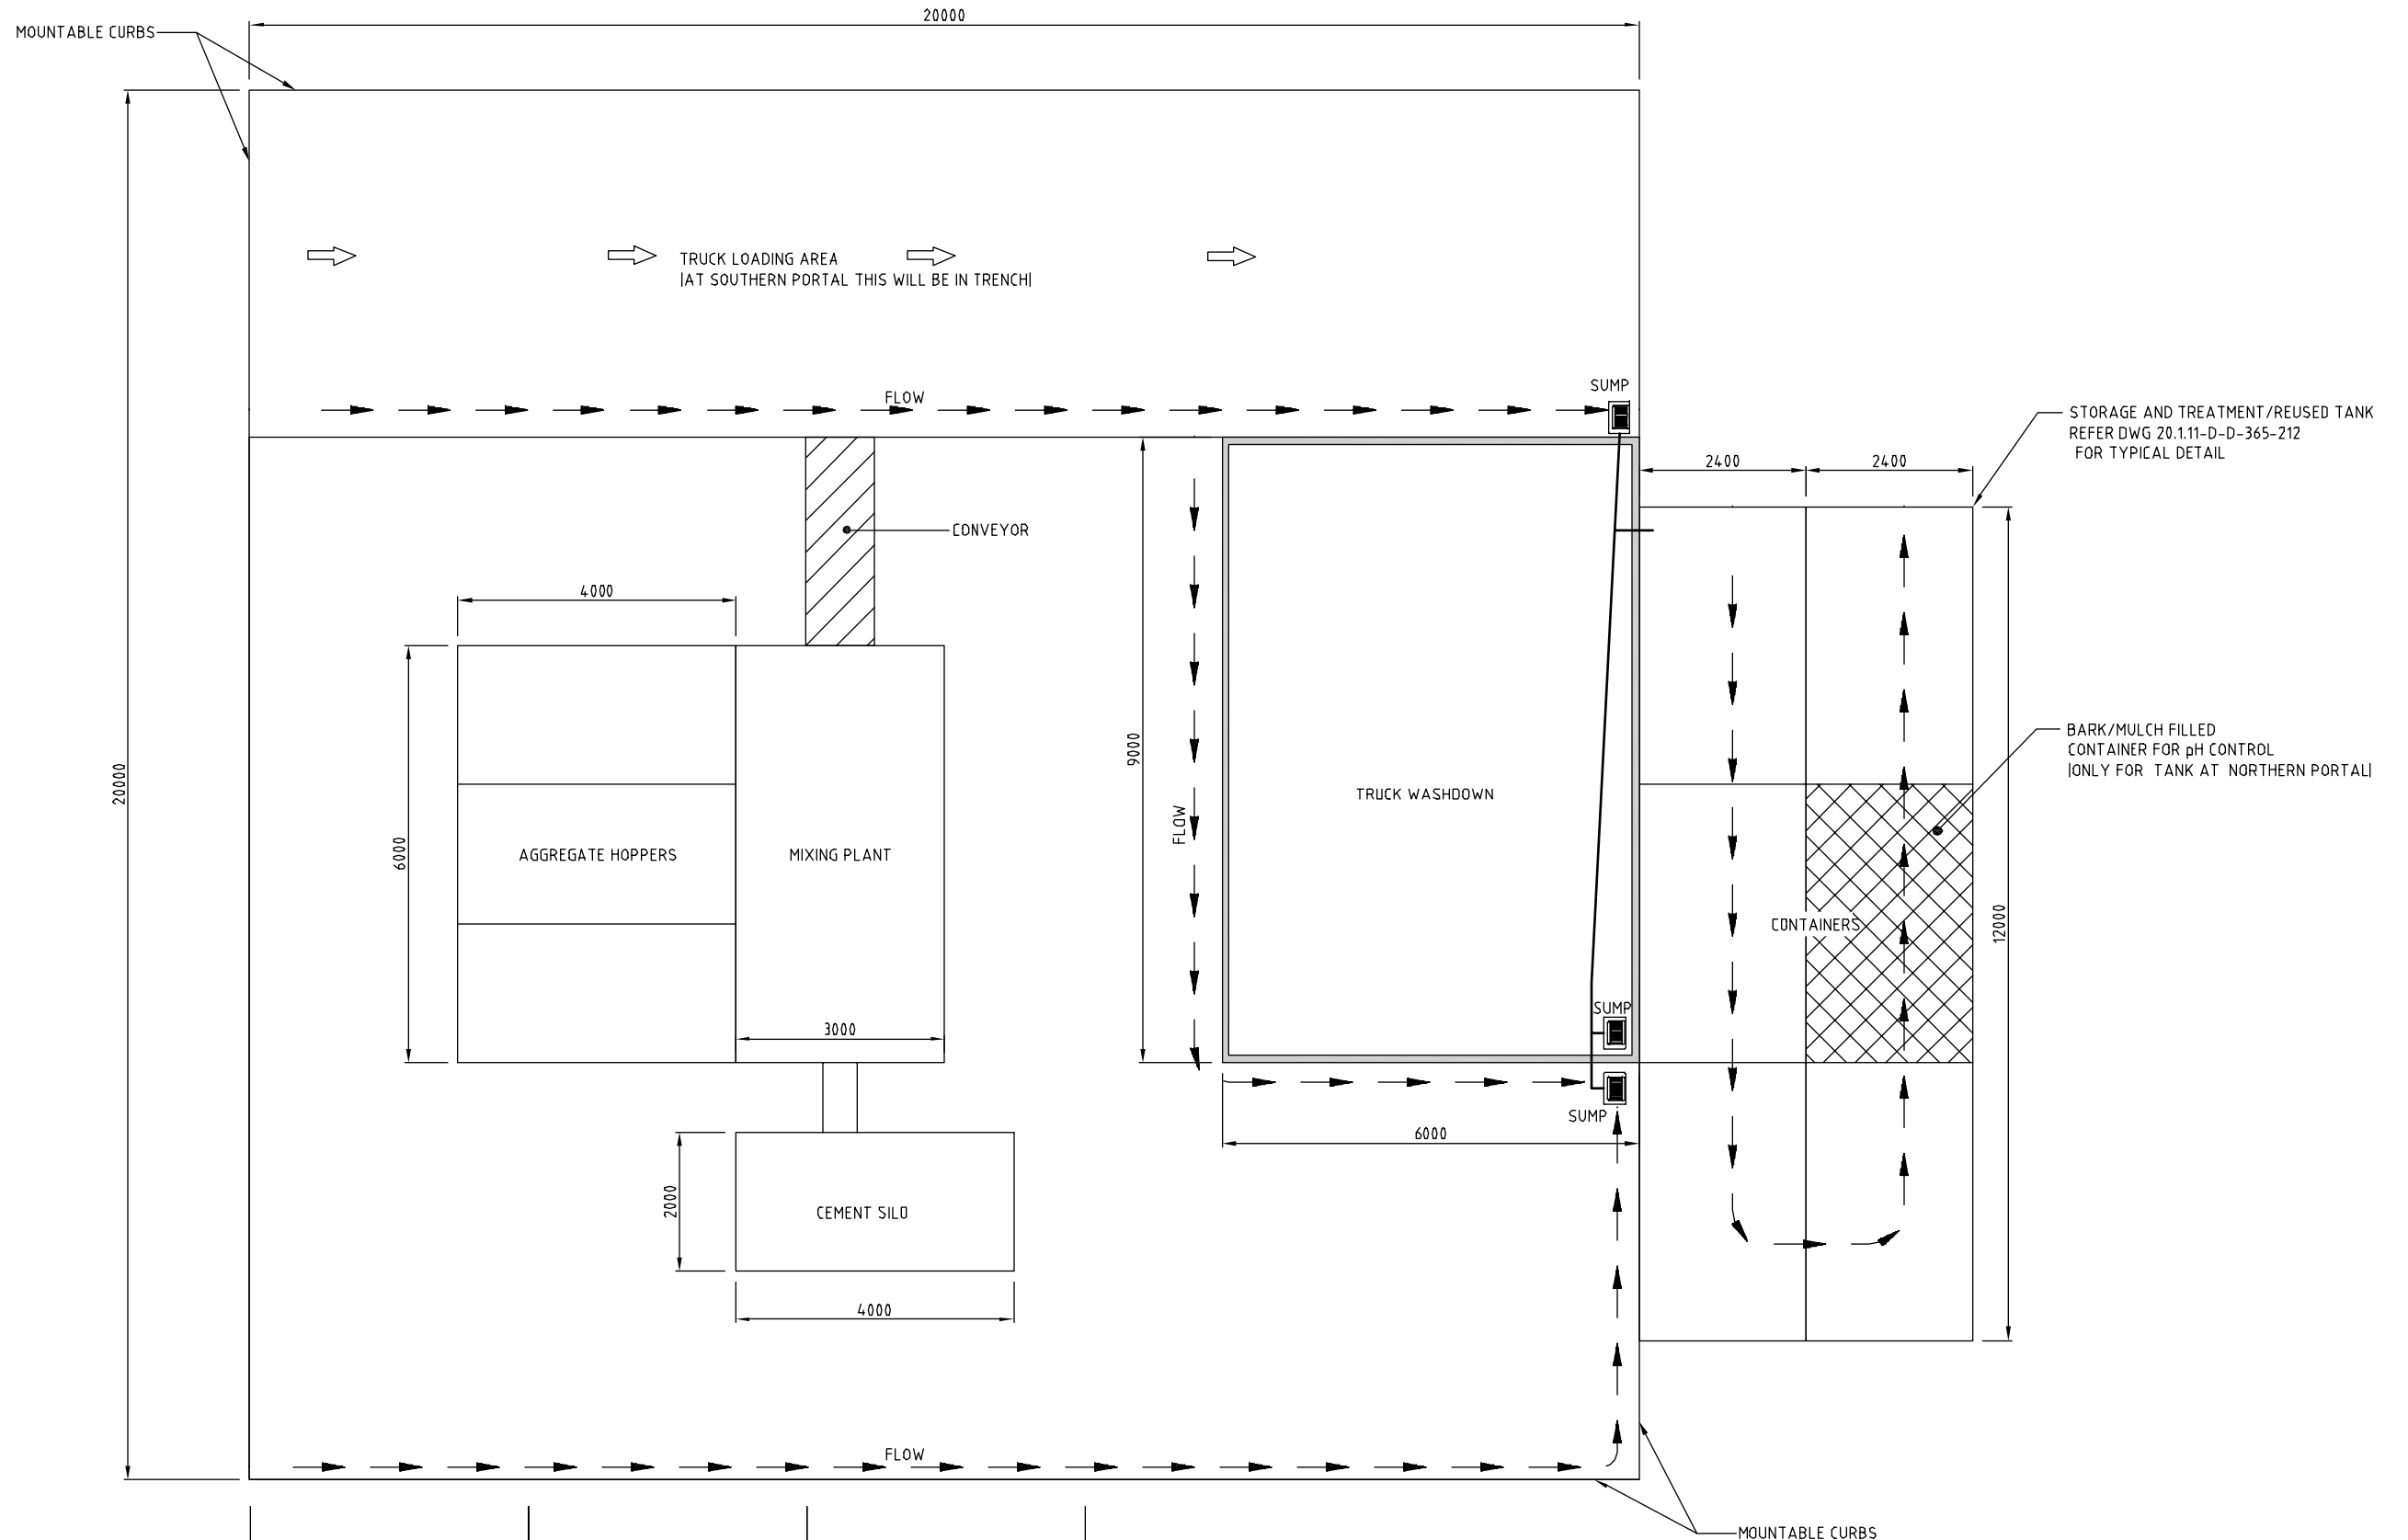 20000
MOUNTABLE CURBS
TRUCK LOADING AREA
|AT SOUTHERN PORTAL THIS WILL BE IN TRENCH|
SUMP
FLOW
STORAGE AND TREATMENT/REUSED TANK
REFER DWG 20.1.11-D-D-365-212
FOR TYPICAL DETAIL
2400
2400
CONVEYOR
4000
BARK/MULCH FILLED
CONTAINER FOR pH CONTROL
|ONLY FOR TANK AT NORTHERN PORTAL|
9000
20000
TRUCK WASHDOWN
FLOW
6000
AGGREGATE HOPPERS
MIXING PLANT
CONTAINERS
12000
SUMP
3000
SUMP
6000
2000
CEMENT SILO
4000
FLOW
MOUNTABLE CURBS